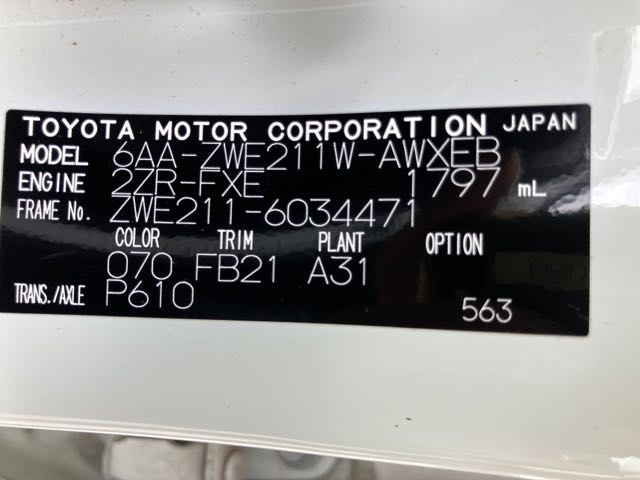 TOYOTA MOTOR CORPORATION JAPAN
MODEL 6AA-ZWE211W-AWXEB
ENGINE 2ZR-FXE 1797 mL
FRAME No. ZWE211-6034471
COLOR TRIM PLANT OPTION
070 FB21 A31
TRANS./AXLE P610
563